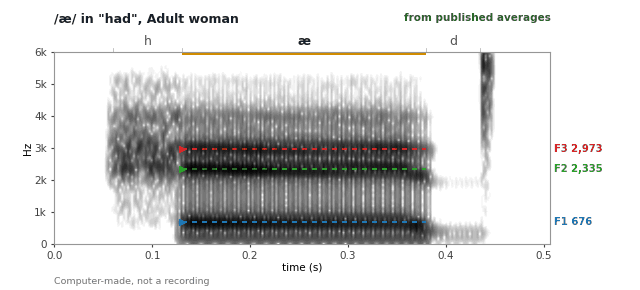 /æ/ in "had", Adult woman
from published averages
h æ d
6k
5k
4k
3k
2k
1k
0
Hz
F3 2,973
F2 2,335
F1 676
0.0 0.1 0.2 0.3 0.4 0.5
time (s)
Computer-made, not a recording